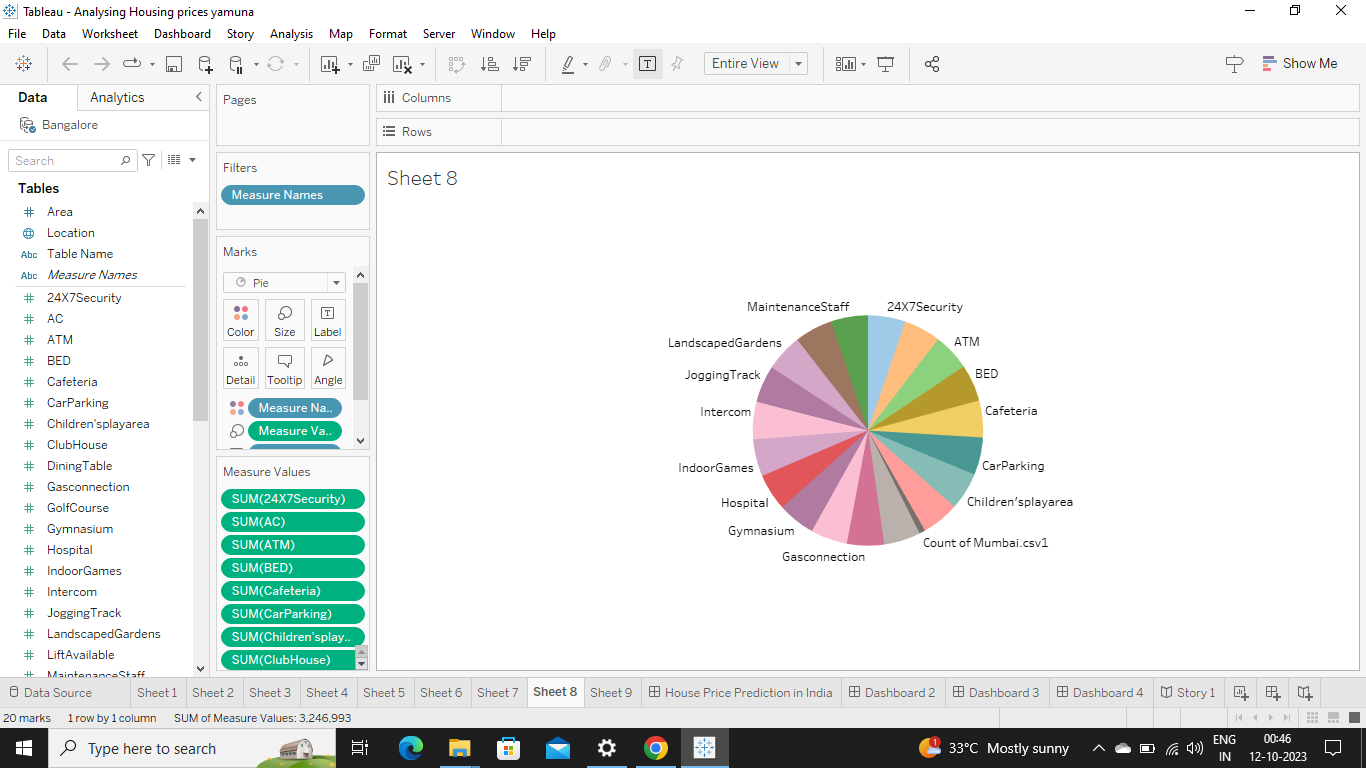 Tableau - Analysing Housing prices yamuna
File Data Worksheet Dashboard Story Analysis Map Format Server Window Help
Entire View
Show Me
Data Analytics
Bangalore
Search
Tables
Area
Location
Abc Table Name
Abc Measure Names
24X7Security
AC
ATM
BED
Cafeteria
CarParking
Children'splayarea
ClubHouse
DiningTable
Gasconnection
GolfCourse
Gymnasium
Hospital
IndoorGames
Intercom
JoggingTrack
LandscapedGardens
LiftAvailable
MaintenanceStaff
Pages
Filters
Measure Names
Marks
Pie
Color Size Label
Detail Tooltip Angle
Measure Na..
Measure Va..
Measure Values
SUM(24X7Security)
SUM(AC)
SUM(ATM)
SUM(BED)
SUM(Cafeteria)
SUM(CarParking)
SUM(Children'splay..
SUM(ClubHouse)
Columns
Rows
Sheet 8
MaintenanceStaff 24X7Security
LandscapedGardens ATM
JoggingTrack BED
Intercom Cafeteria
IndoorGames CarParking
Hospital Children'splayarea
Gymnasium Count of Mumbai.csv1
Gasconnection
Data Source Sheet 1 Sheet 2 Sheet 3 Sheet 4 Sheet 5 Sheet 6 Sheet 7 Sheet 8 Sheet 9 House Price Prediction in India Dashboard 2 Dashboard 3 Dashboard 4 Story 1
20 marks 1 row by 1 column SUM of Measure Values: 3,246,993
Type here to search
1 33°C Mostly sunny
ENG
IN
00:46
12-10-2023